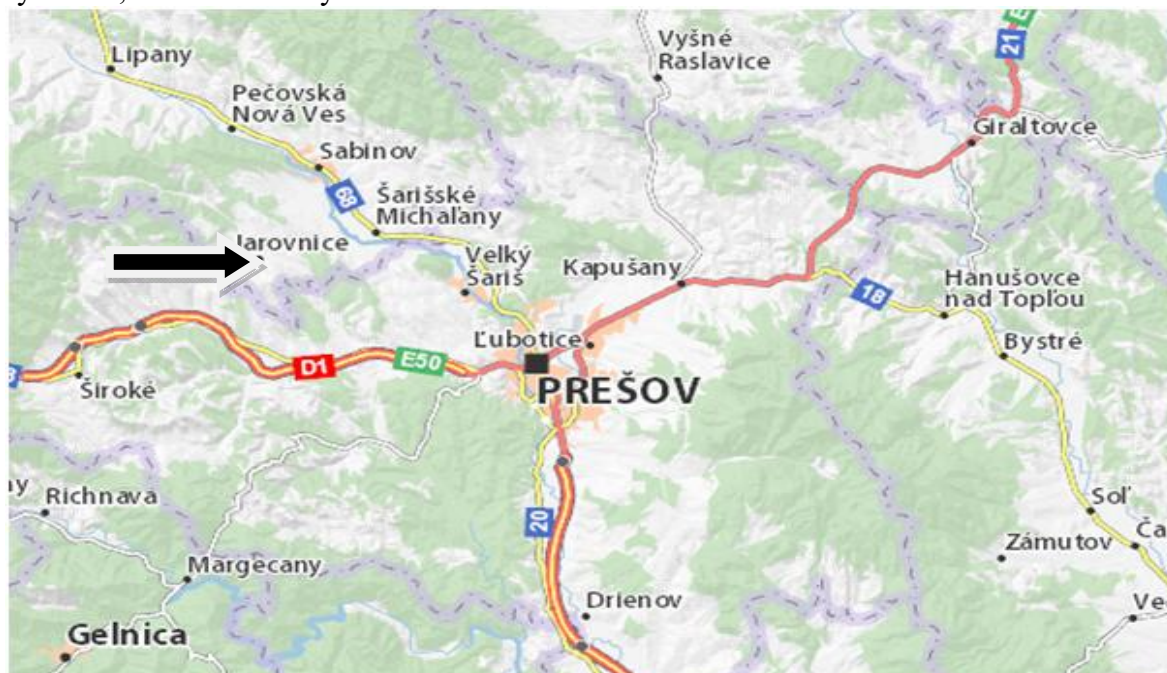 Lipany
Vyšné
Raslavice
21
Pečovská
Nová Ves
Giraltovce
Sabinov
68
Šarišské
Michaľany
Jarovnice
Veľký
Šariš
Kapušany
Hanušovce
nad Topľou
18
Ľubotice
Bystré
D1
E50
Široké
PREŠOV
Richnava
Soľ
20
Zámutov
Margecany
Drienov
Gelnica